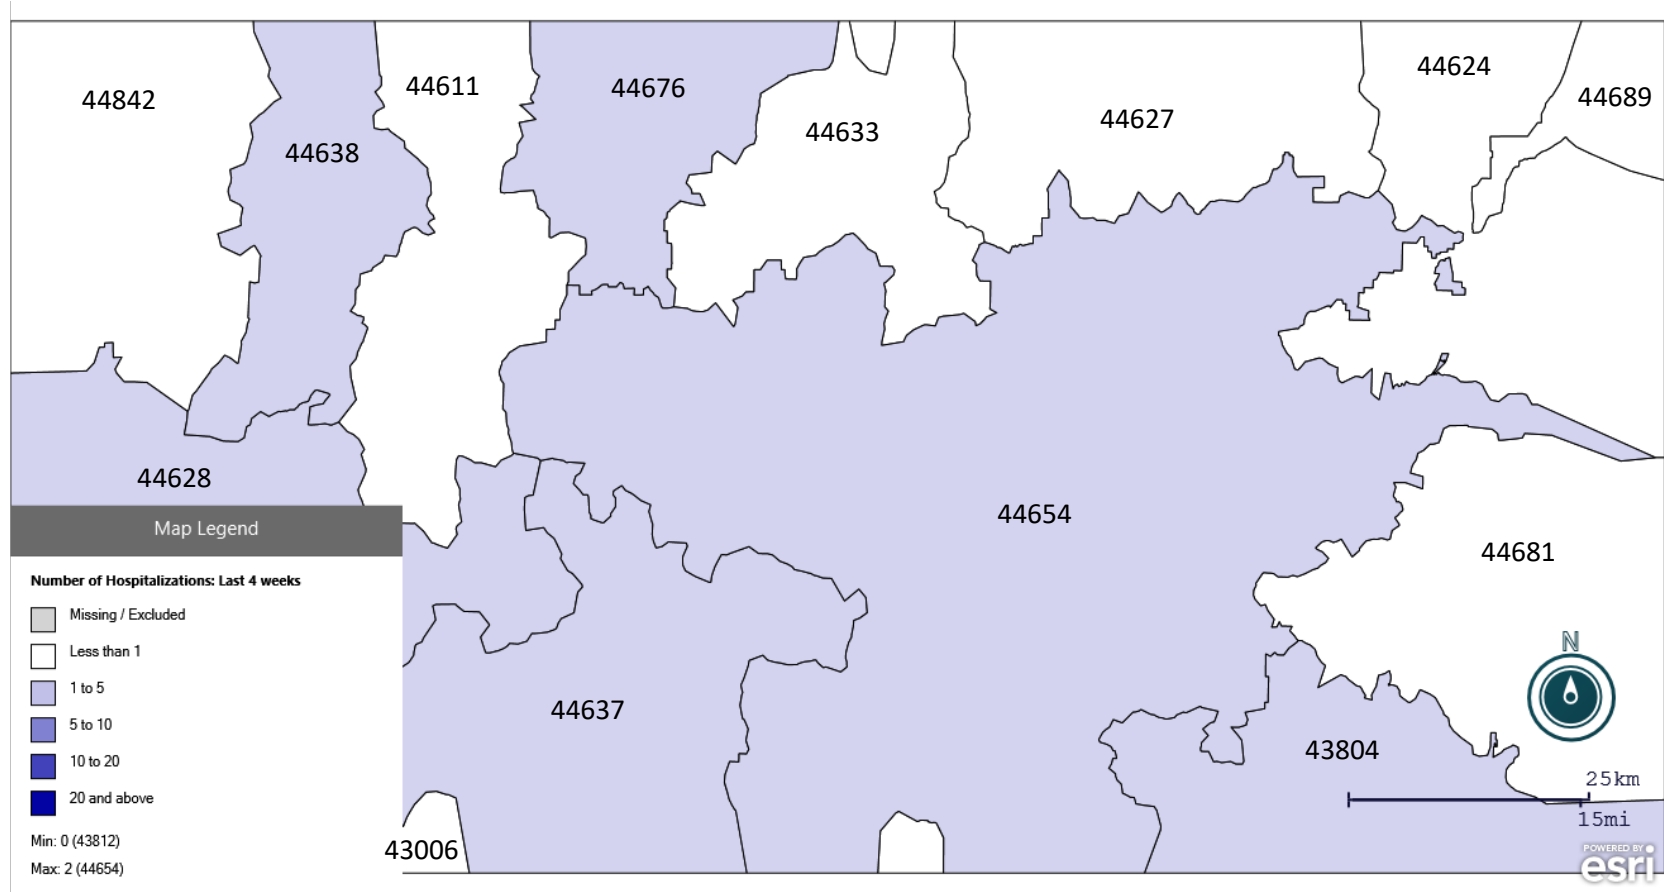 44624
44611
44676
44689
44842
44627
44633
44638
44628
44654
Map Legend
44681
Number of Hospitalizations: Last 4 weeks
Missing / Excluded
Less than 1
1 to 5
5 to 10
10 to 20
20 and above
Min: 0 (43812)
Max: 2 (44654)
N
44637
43804
25km
15mi
43006
POWERED BY
esri